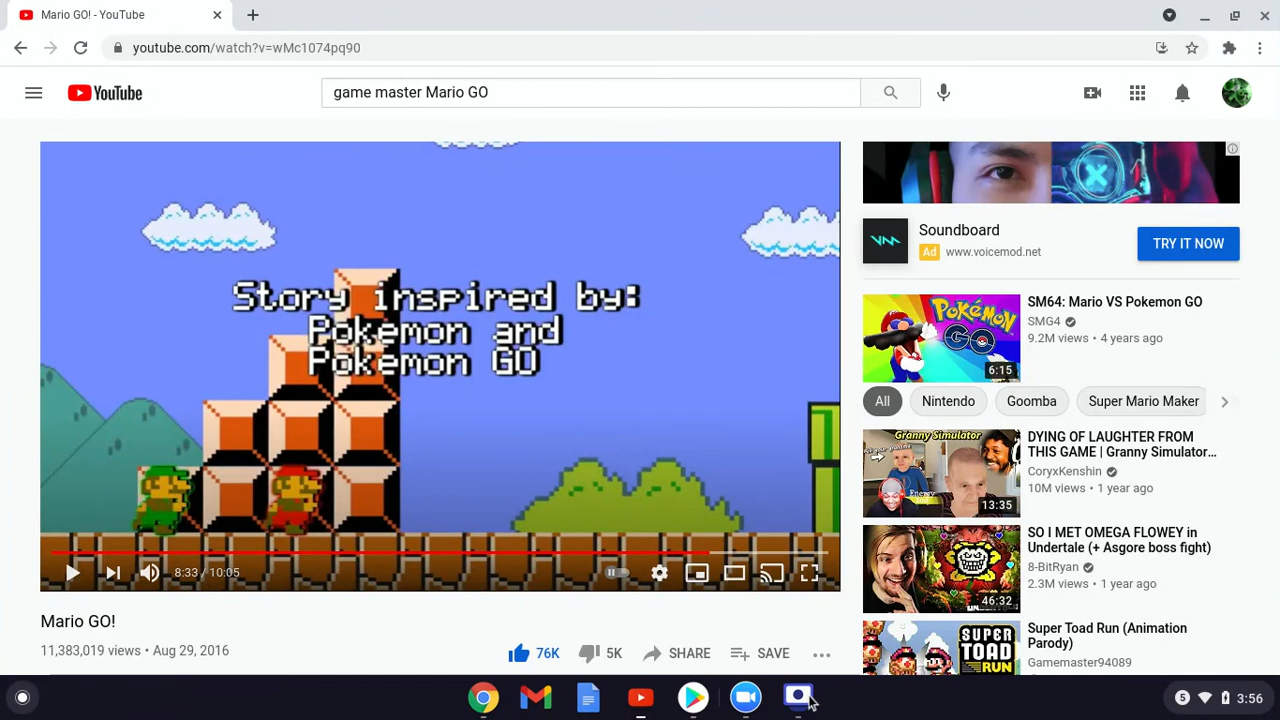 Mario GO! - YouTube
youtube.com/watch?v=wMc1074pq90
YouTube
game master Mario GO
Story inspired by:
Pokemon and
Pokemon GO
8:33 / 10:05
Mario GO!
11,383,019 views • Aug 29, 2016
76K
5K
SHARE
SAVE
Soundboard
Ad
www.voicemod.net
TRY IT NOW
POKéMON
GO
6:15
SM64: Mario VS Pokemon GO
SMG4
9.2M views • 4 years ago
All
Nintendo
Goomba
Super Mario Maker
Granny Simulator
13:35
DYING OF LAUGHTER FROM
THIS GAME | Granny Simulator…
CoryxKenshin
10M views • 1 year ago
46:32
SO I MET OMEGA FLOWEY in
Undertale (+ Asgore boss fight)
8-BitRyan
2.3M views • 1 year ago
SUPER
TOAD
RUN
Super Toad Run (Animation
Parody)
Gamemaster94089
5
3:56